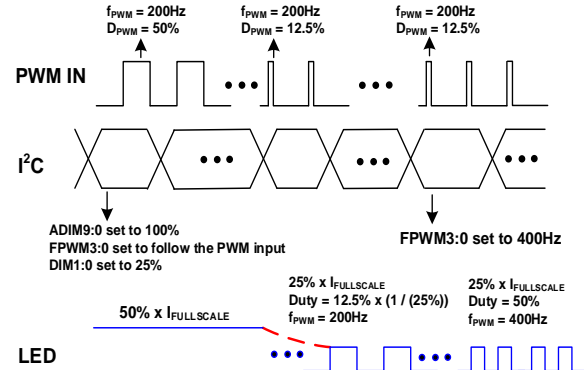 fPWM = 200Hz
DPWM = 50%
fPWM = 200Hz
DPWM = 12.5%
fPWM = 200Hz
DPWM = 12.5%
PWM IN
I²C
ADIM9:0 set to 100%
FPWM3:0 set to follow the PWM input
DIM1:0 set to 25%
FPWM3:0 set to 400Hz
50% x IFULLSCALE
25% x IFULLSCALE
Duty = 12.5% x (1 / (25%))
fPWM = 200Hz
25% x IFULLSCALE
Duty = 50%
fPWM = 400Hz
LED